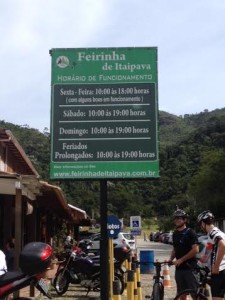 Feirinha
de Itaipava
HORÁRIO DE FUNCIONAMENTO
Sexta - Feira: 10:00 às 18:00 horas
( com alguns boxes em funcionamento )
Sábado: 10:00 às 19:00 horas
Domingo: 10:00 às 19:00 horas
Feriados
Prolongados: 10:00 às 19:00 horas
www.feirinhadeitaipava.com.br